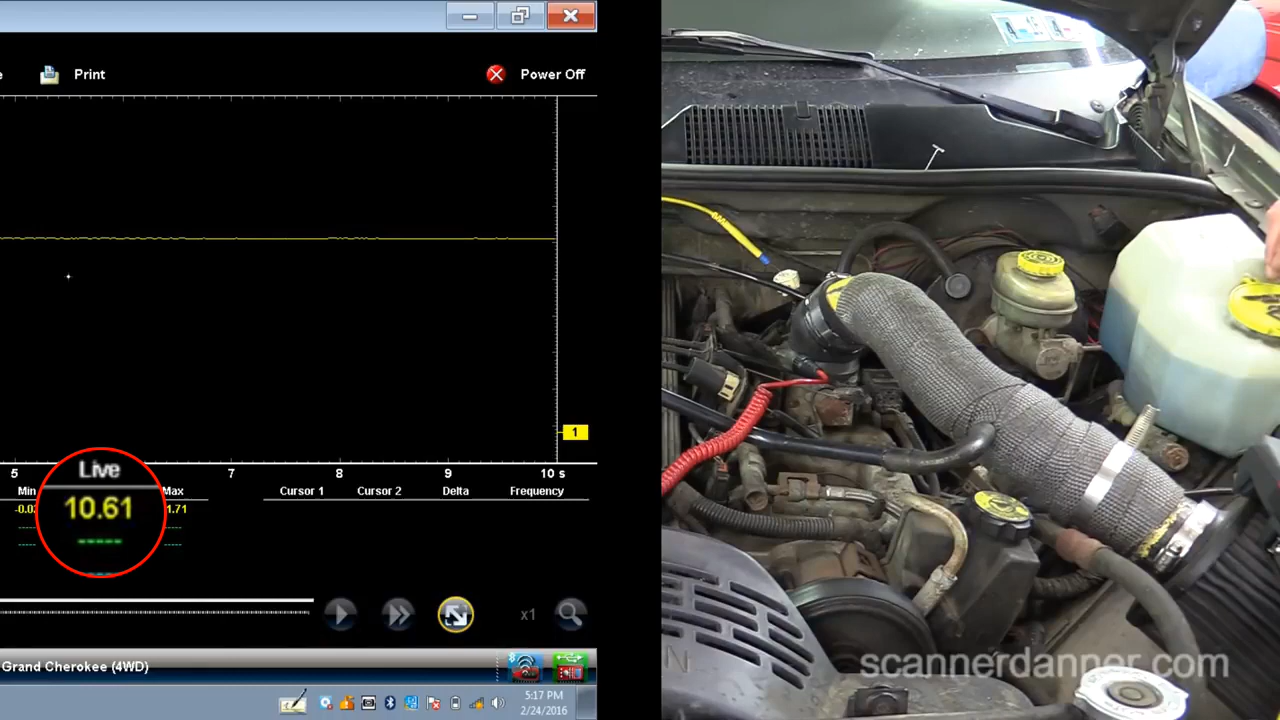 Print
Power Off
1
5 7 8 9 10 s
Live
Min Max Cursor 1 Cursor 2 Delta Frequency
10.61
-----
-----
x1
Grand Cherokee (4WD)
5:17 PM
2/24/2016
scannerdanner.com